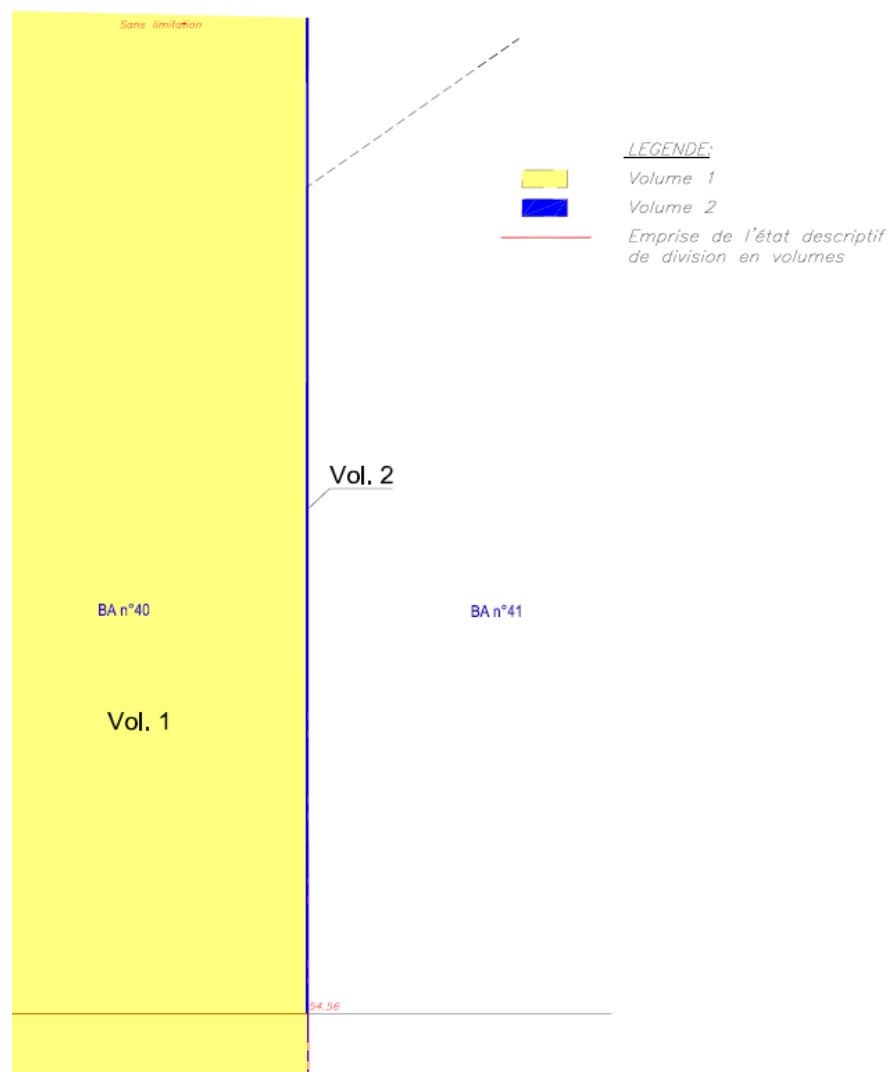 Sans limitation
LEGENDE:
Volume 1
Volume 2
Emprise de l'état descriptif
de division en volumes
Vol. 2
BA n°40
BA n°41
Vol. 1
54.56